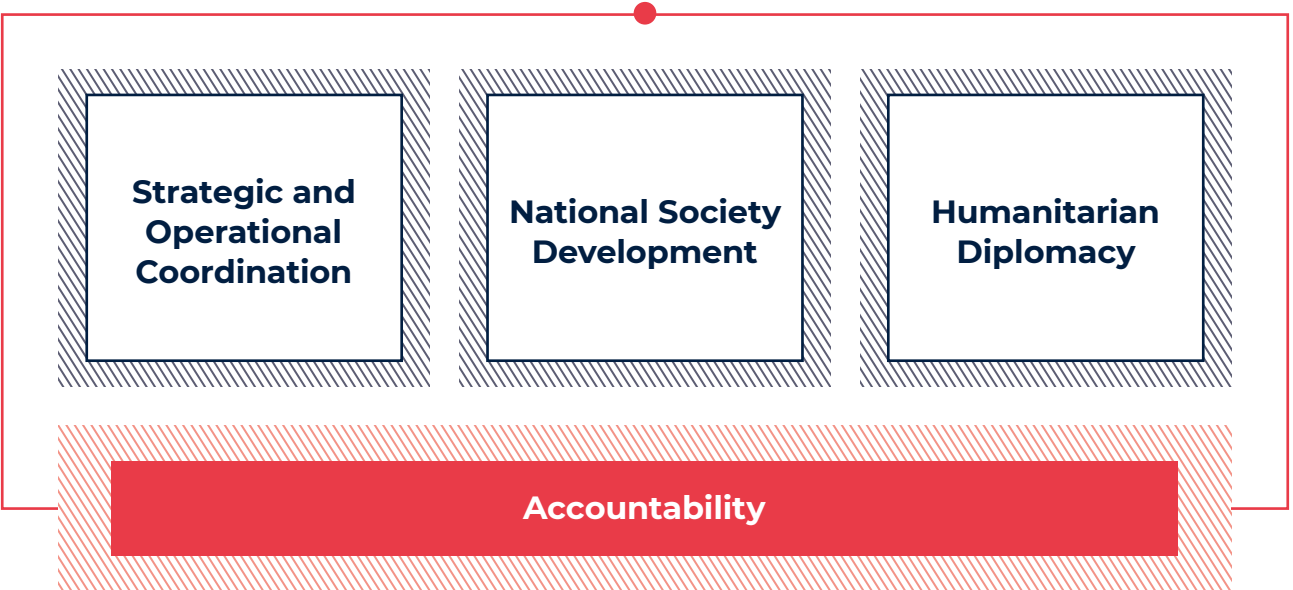 Strategic and
Operational
Coordination
National Society
Development
Humanitarian
Diplomacy
Accountability